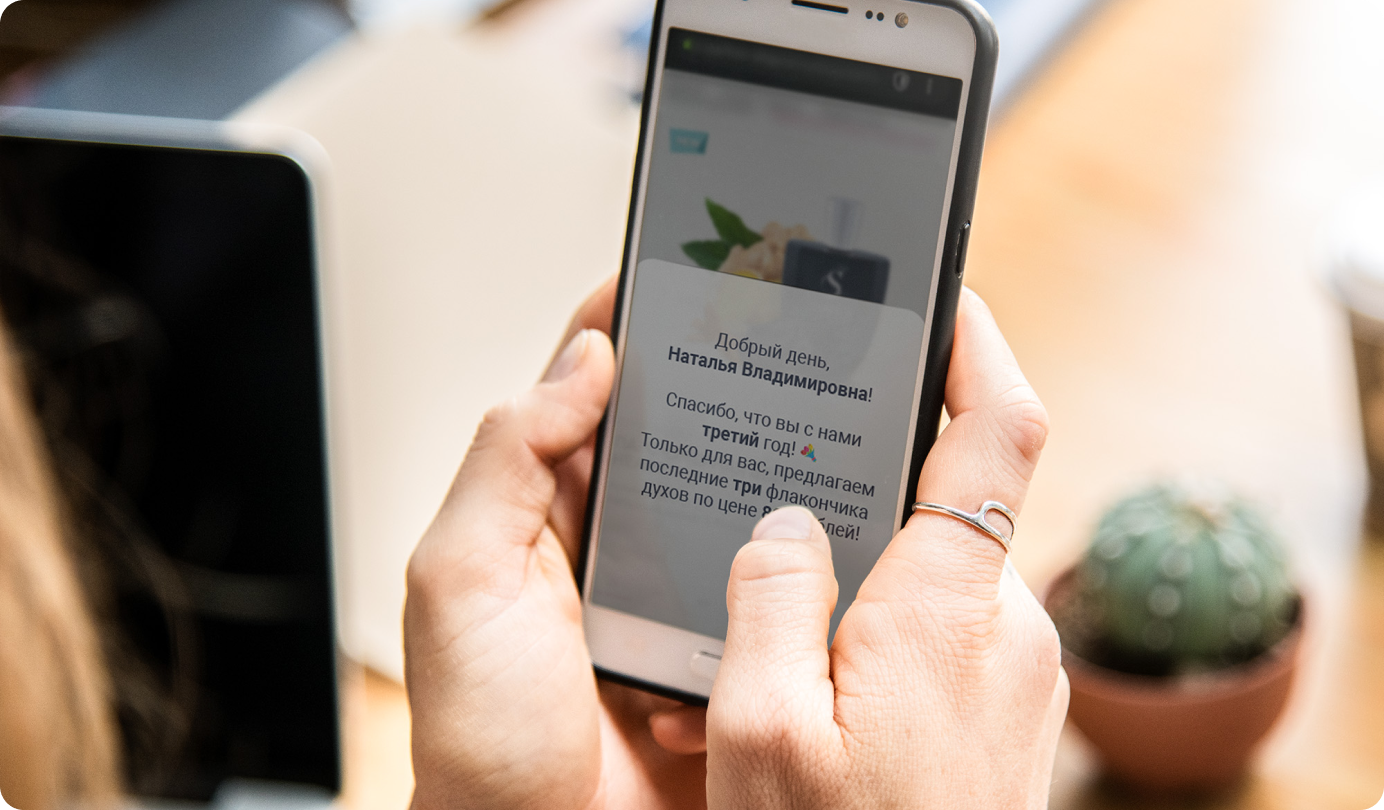 S
Добрый день,
Наталья Владимировна!
Спасибо, что вы с нами
третий год!
Только для вас, предлагаем
последние три флакончика
духов по цене